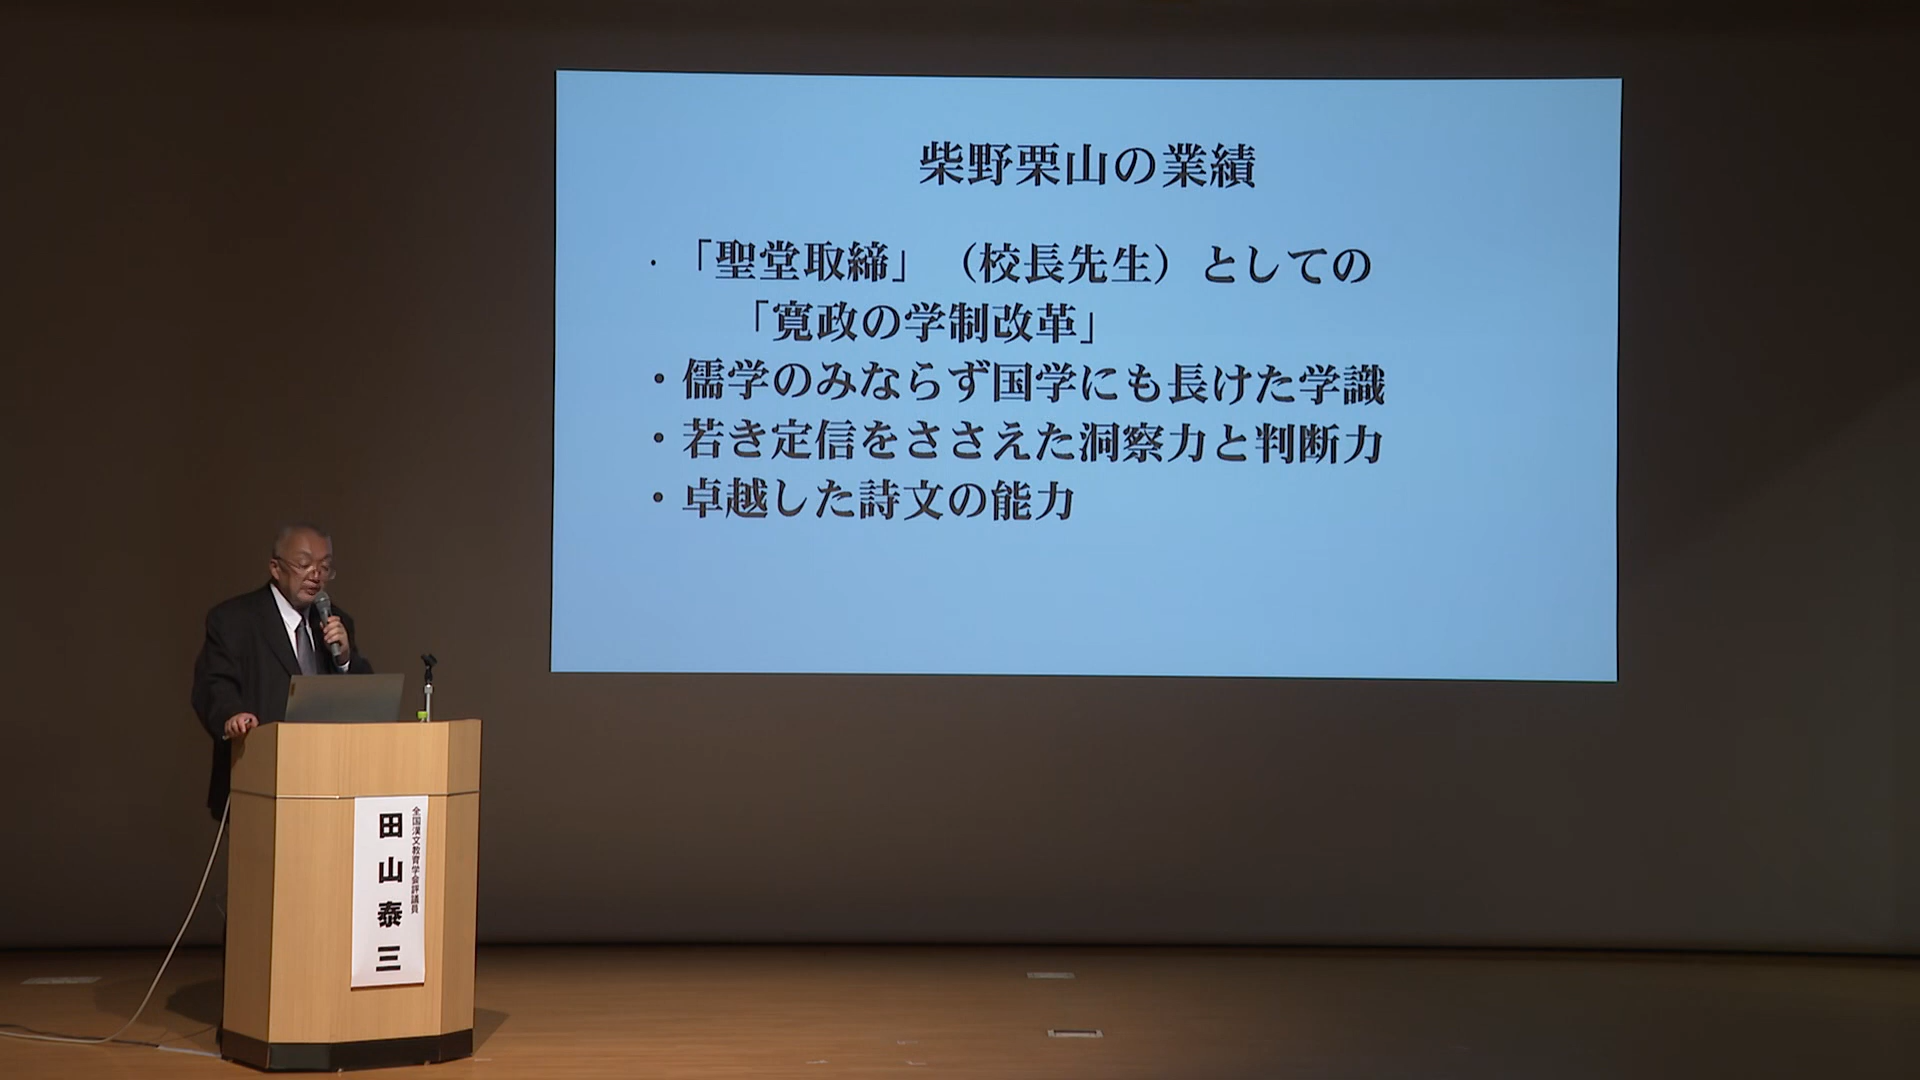 柴野栗山の業績
・「聖堂取締」（校長先生）としての
「寛政の学制改革」
・儒学のみならず国学にも長けた学識
・若き定信をささえた洞察力と判断力
・卓越した詩文の能力
全国漢文教育学会評議員
田山泰三